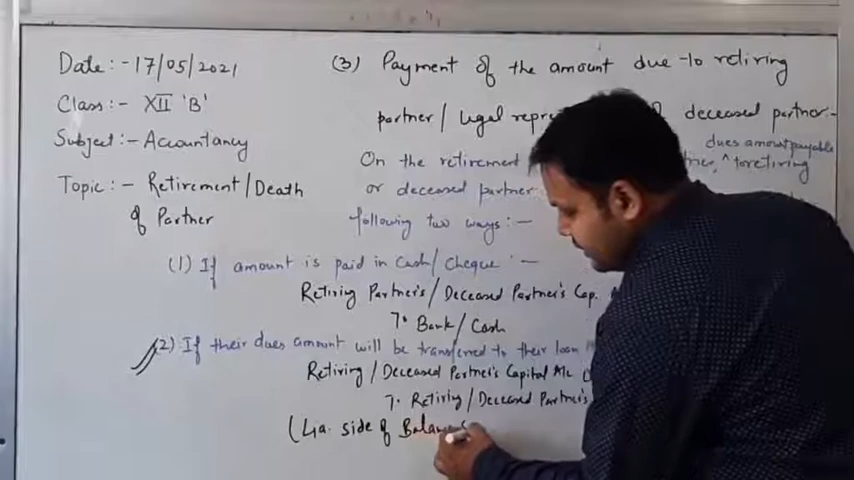 Date :- 17/05/2021
Class :- XII 'B'
Subject :- Accountancy
Topic :- Retirement/Death
of Partner
(3) Payment of the amount due to retiring
partner/legal deceased partner:-
dues amount payable
On the retirement to retiring
or deceased partner
following two ways :-
(1) If amount is paid in Cash/Cheque :-
Retiring Partner's/Deceased Partner's Cap.
To Bank/Cash
(2) If their dues amount will be transferred to their loan
Retiring/Deceased Partner's Capital A/c
To Retiring/Deceased Partner's
(Lia. side of